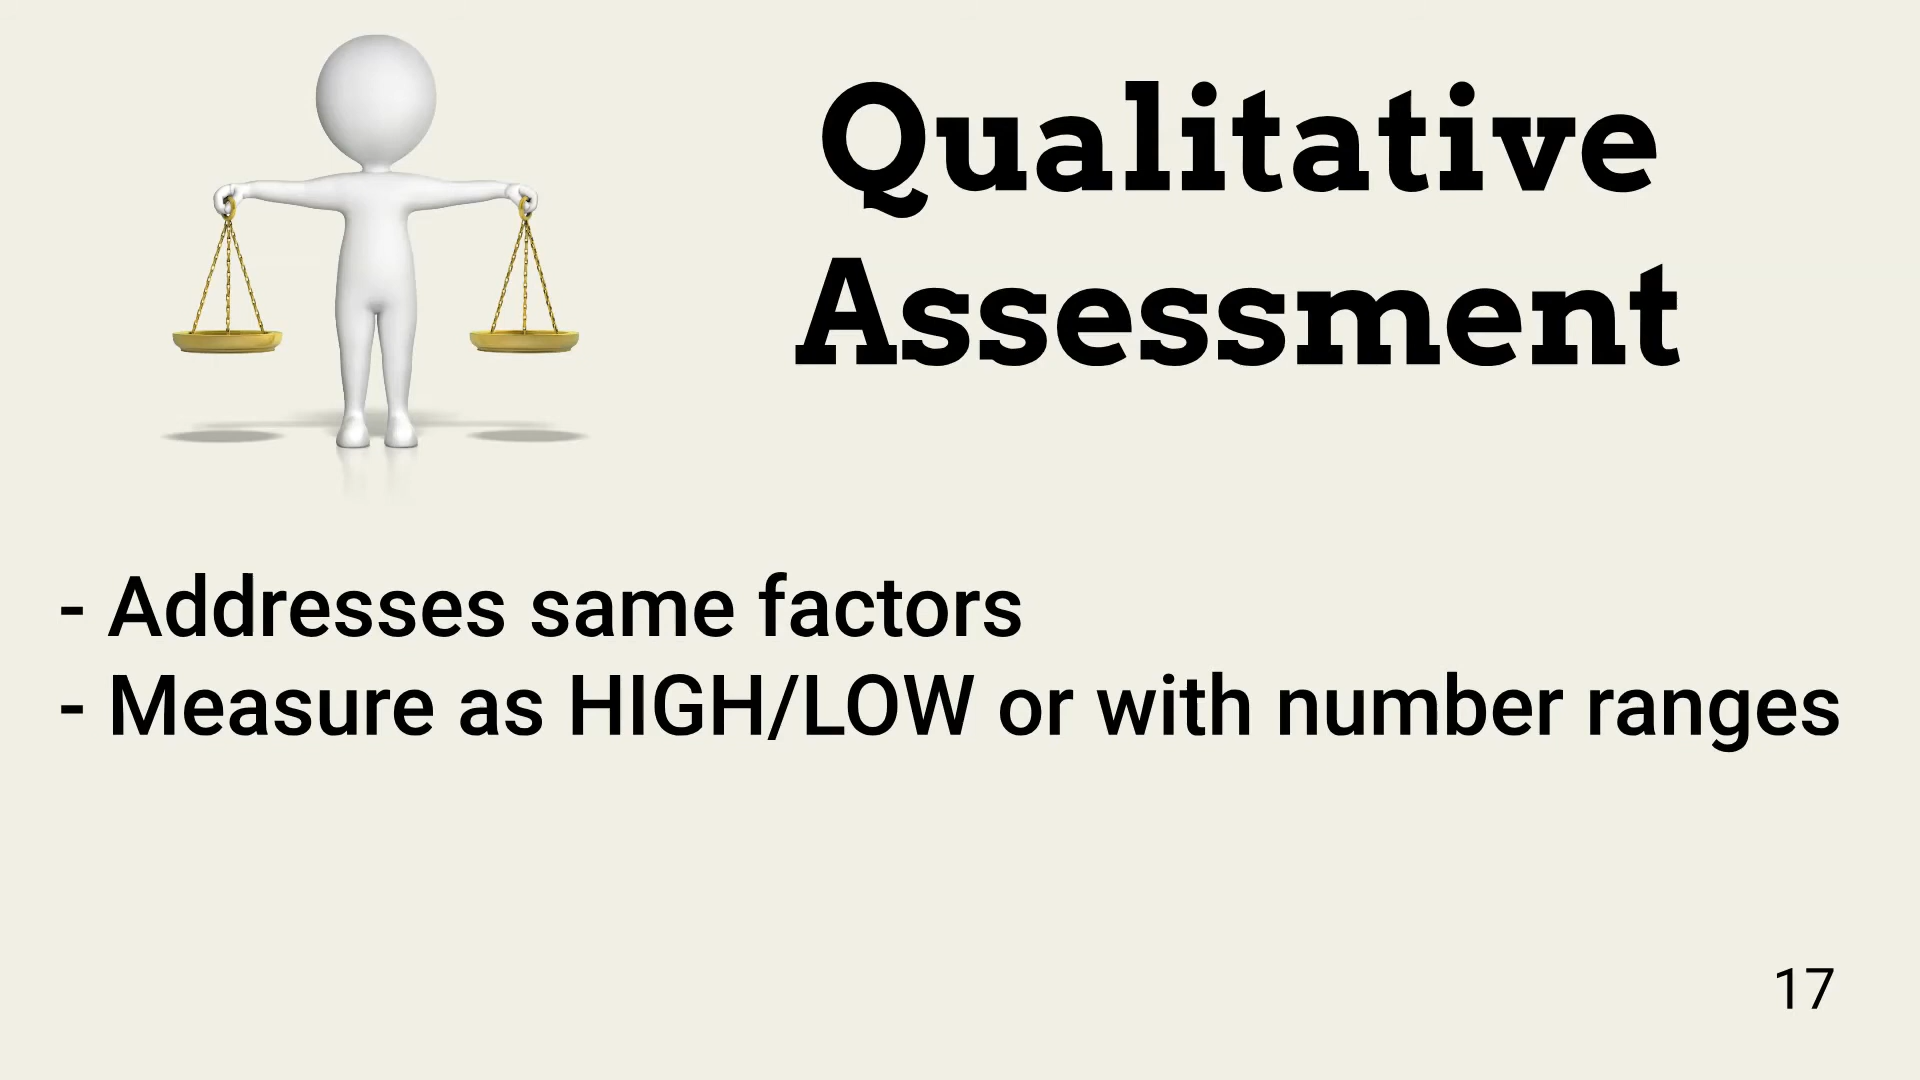 Qualitative
Assessment
- Addresses same factors
- Measure as HIGH/LOW or with number ranges
17